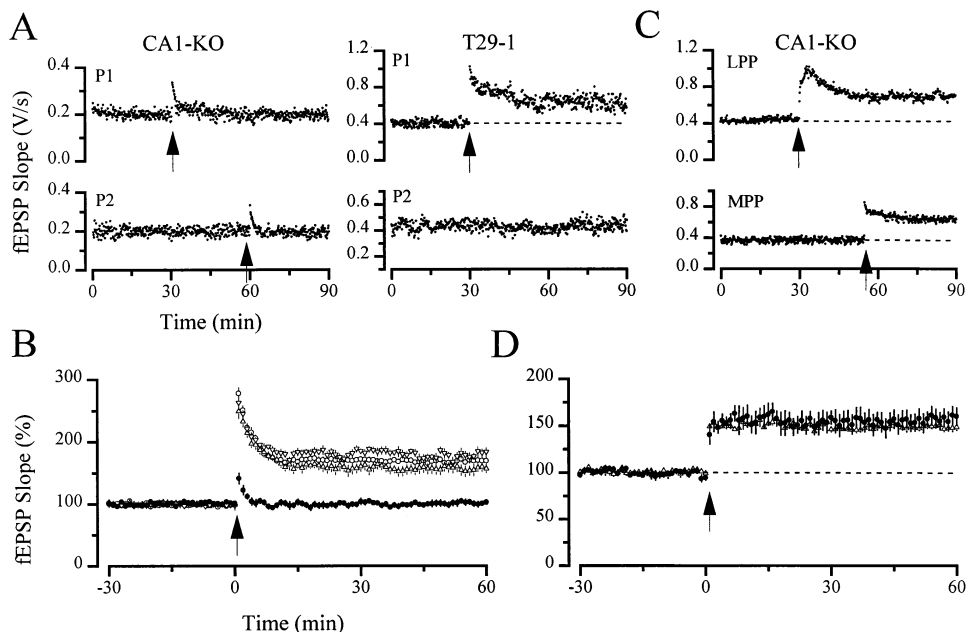 A
CA1-KO
T29-1
C
CA1-KO
P1
P1
LPP
P2
P2
MPP
fEPSP Slope (V/s)
0.4
0.2
0.0
0.4
0.2
0.0
0 30 60 90
1.2
0.8
0.4
0.0
0.6
0.4
0.2
0 30 60 90
1.2
0.8
0.4
0.0
0.8
0.4
0.0
0 30 60 90
Time (min)
B
fEPSP Slope (%)
300
200
100
0
-30 0 30 60
Time (min)
D
200
150
100
50
0
-30 0 30 60